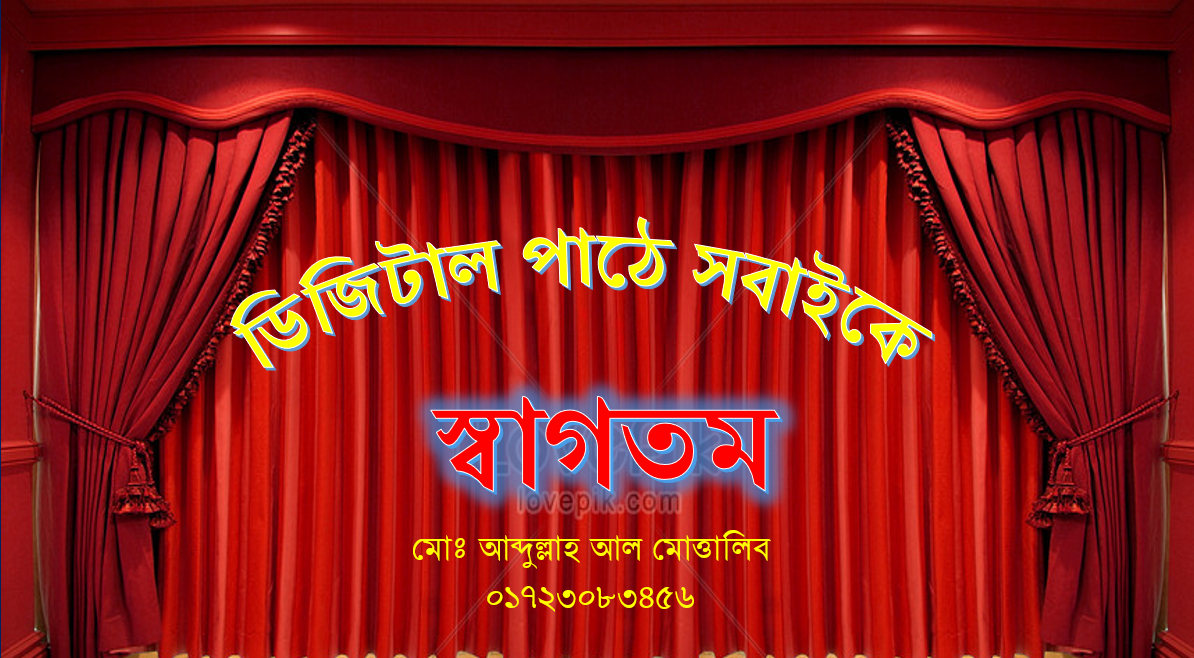 ডিজিটাল পাঠে সবাইকে
স্বাগতম
lovepik.com
মোঃ আব্দুল্লাহ আল মোত্তালিব
০১৭২৩০৮৩৪৫৬